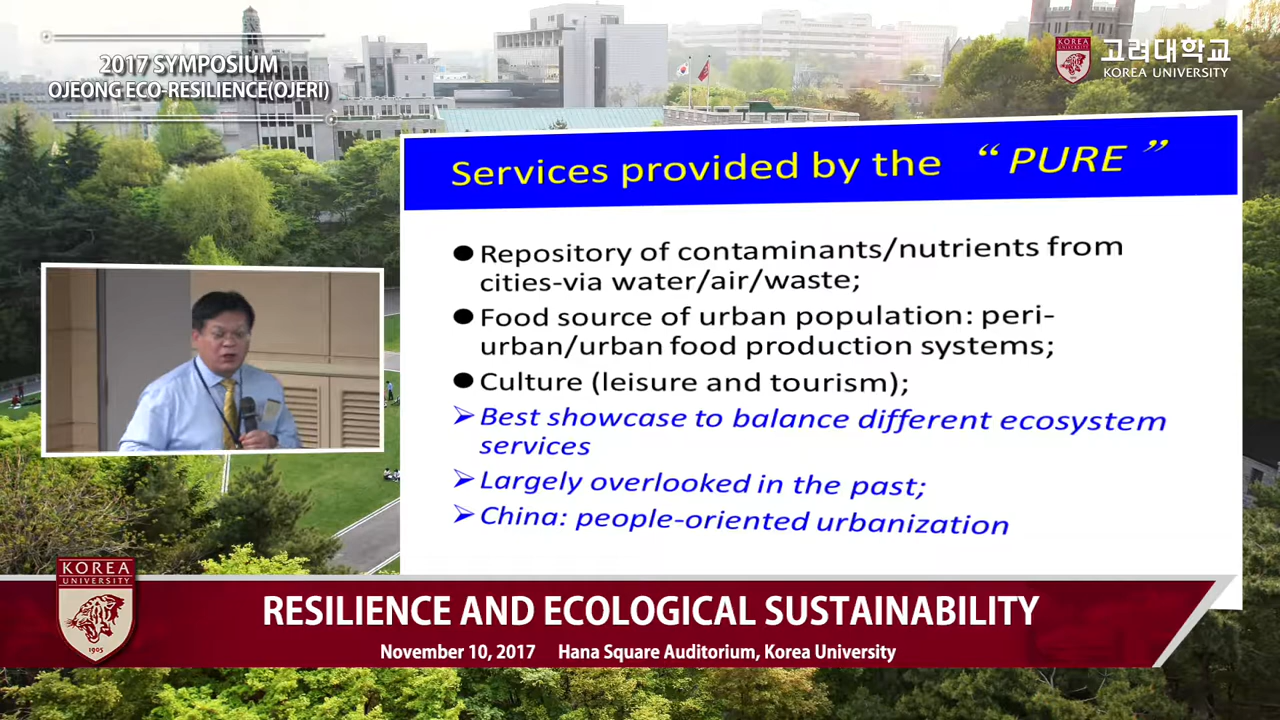 2017 SYMPOSIUM
OJEONG ECO-RESILIENCE(OJERI)
KOREA
UNIVERSITY
고려대학교
KOREA UNIVERSITY
Services provided by the “ PURE ”
●Repository of contaminants/nutrients from
cities-via water/air/waste;
●Food source of urban population: peri-
urban/urban food production systems;
●Culture (leisure and tourism);
➢Best showcase to balance different ecosystem
services
➢Largely overlooked in the past;
➢China: people-oriented urbanization
KOREA
UNIVERSITY
1905
RESILIENCE AND ECOLOGICAL SUSTAINABILITY
November 10, 2017 Hana Square Auditorium, Korea University